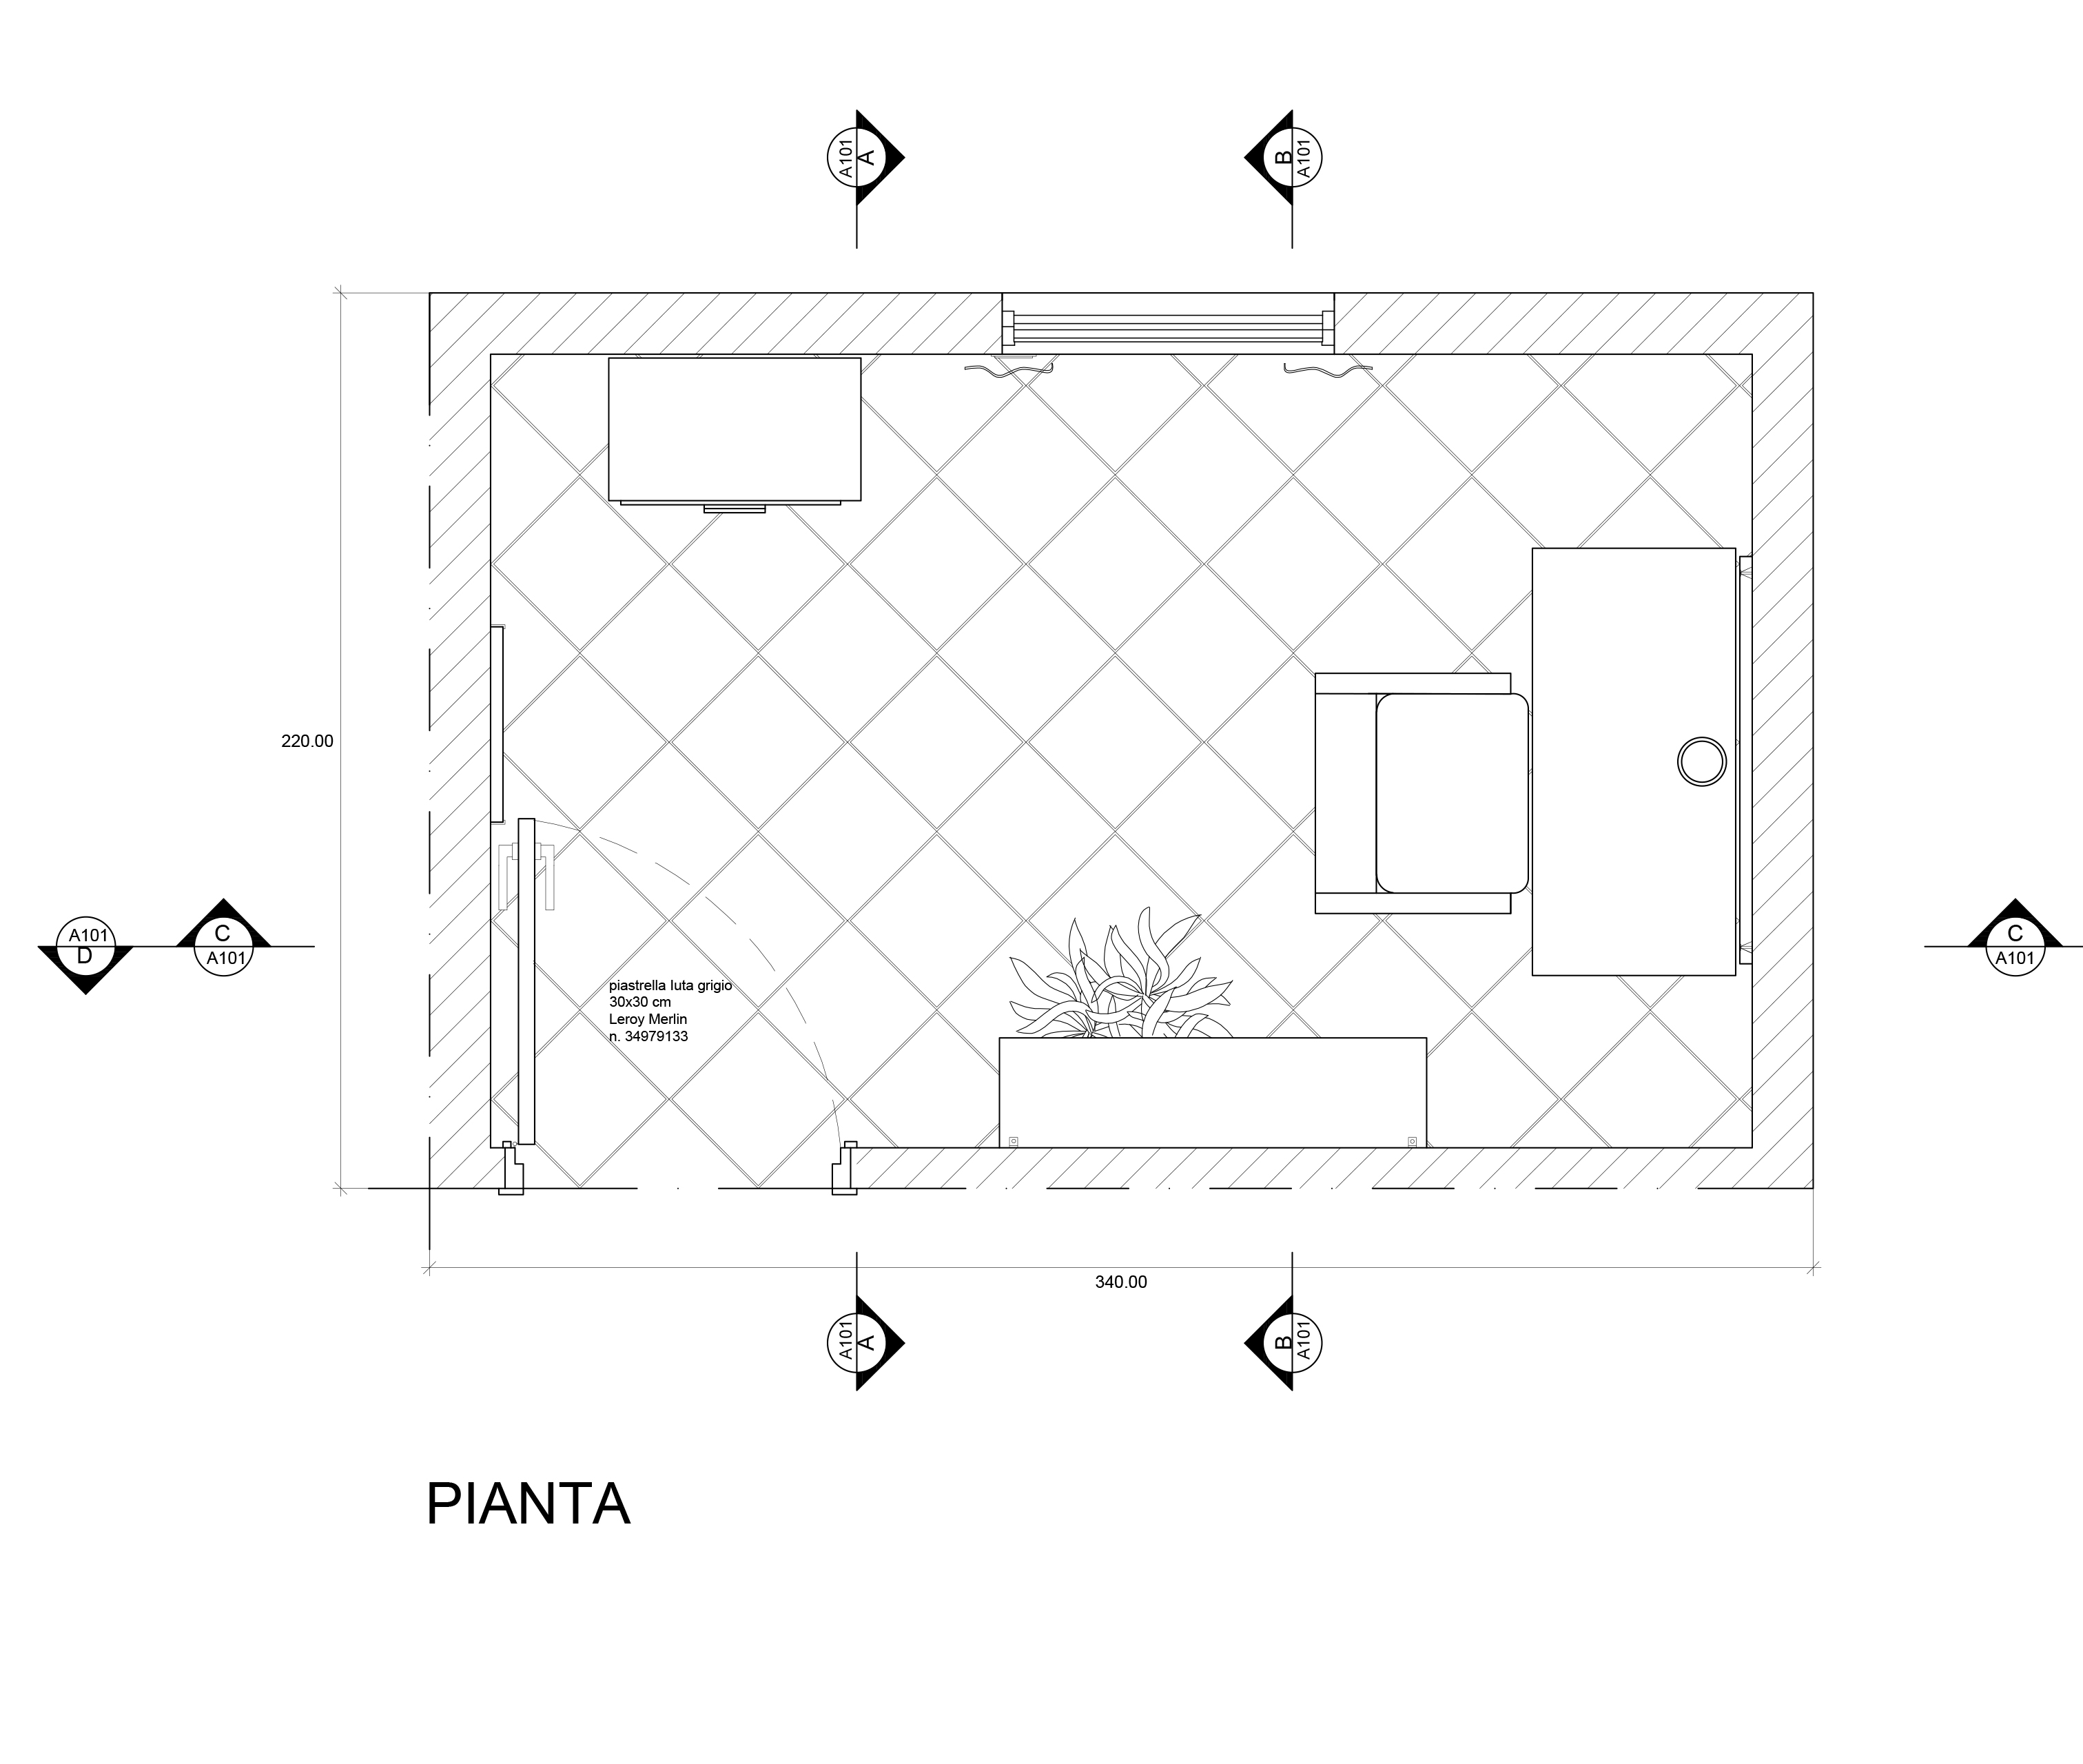 A101
A
B
A101
220.00
A101
D
C
A101
C
A101
piastrella luta grigio
30x30 cm
Leroy Merlin
n. 34979133
340.00
A101
A
B
A101
PIANTA